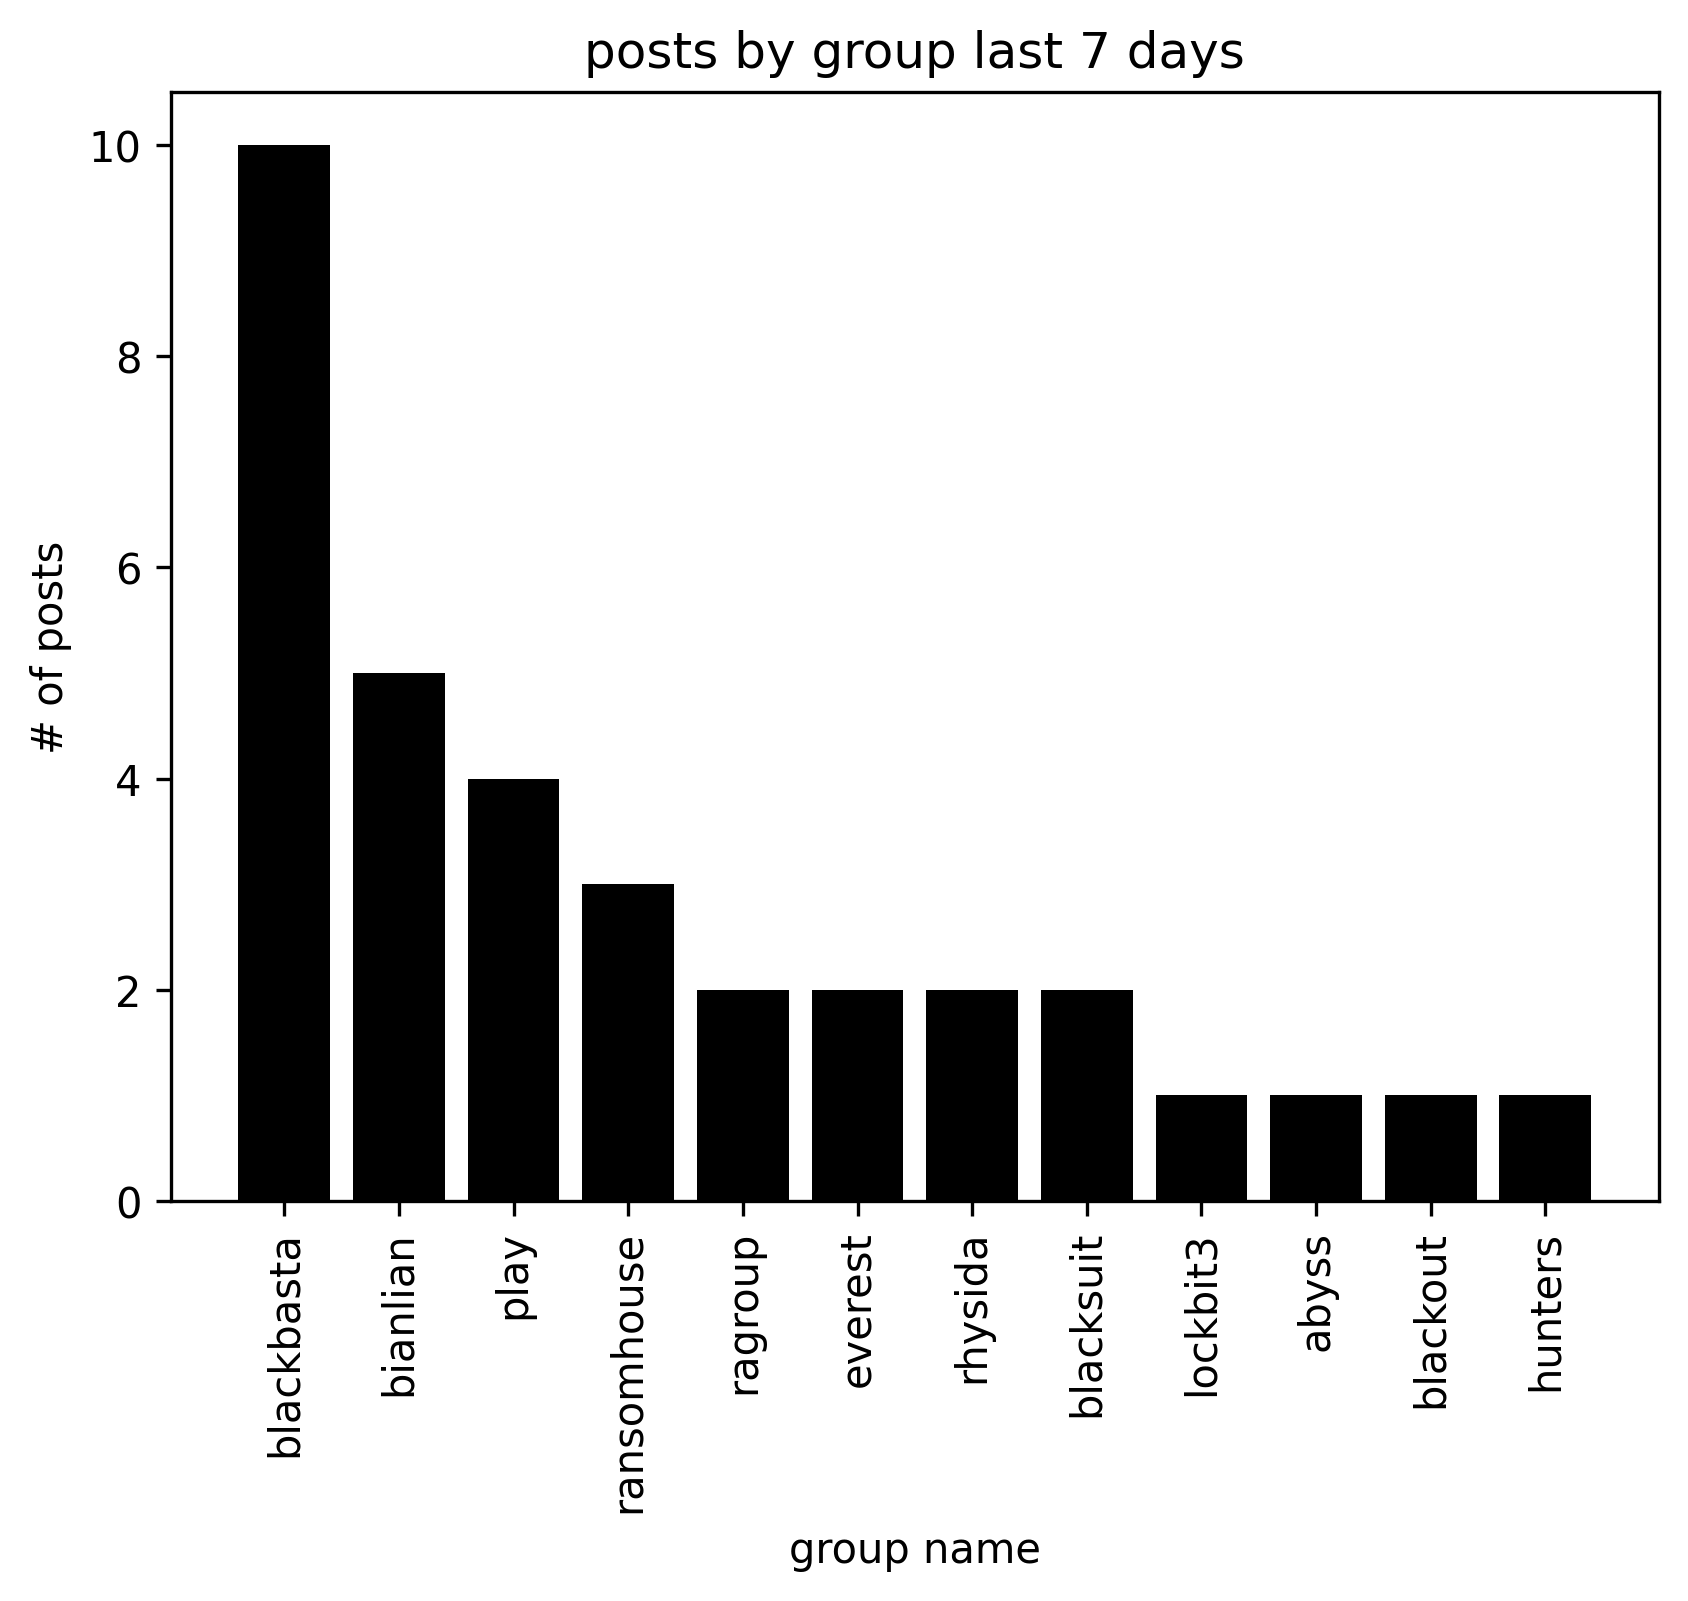 posts by group last 7 days
# of posts
10
8
6
4
2
0
blackbasta
bianlian
play
ransomhouse
ragroup
everest
rhysida
blacksuit
lockbit3
abyss
blackout
hunters
group name